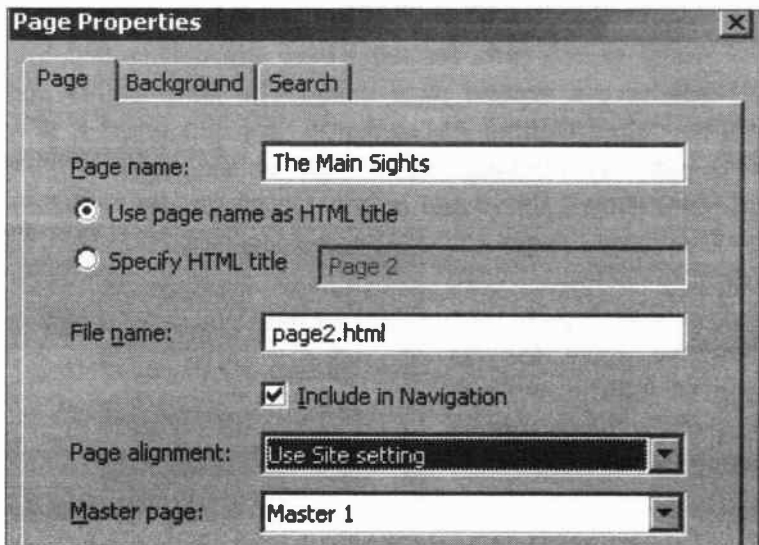 Page Properties
Page Background Search
Page name: The Main Sights
Use page name as HTML title
Specify HTML title Page 2
File name: page2.html
Include in Navigation
Page alignment: Use Site setting
Master page: Master 1